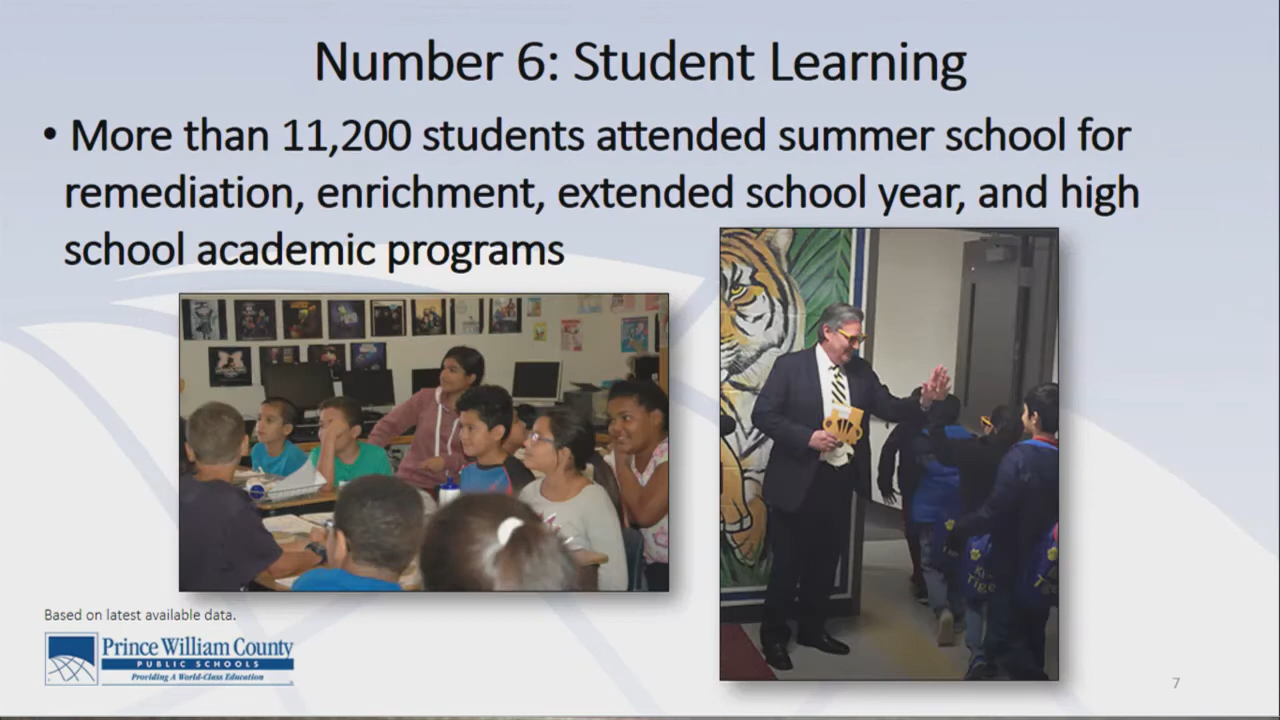 Number 6: Student Learning
• More than 11,200 students attended summer school for
remediation, enrichment, extended school year, and high
school academic programs
Based on latest available data.
Prince William County
PUBLIC SCHOOLS
Providing A World-Class Education
7